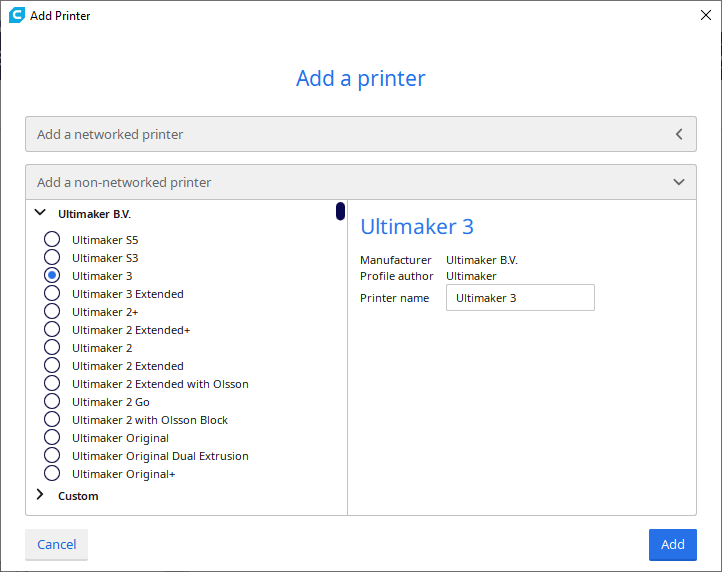 Add Printer
Add a printer
Add a networked printer
Add a non-networked printer
Ultimaker B.V.
Ultimaker S5
Ultimaker S3
Ultimaker 3
Ultimaker 3 Extended
Ultimaker 2+
Ultimaker 2 Extended+
Ultimaker 2
Ultimaker 2 Extended
Ultimaker 2 Extended with Olsson
Ultimaker 2 Go
Ultimaker 2 with Olsson Block
Ultimaker Original
Ultimaker Original Dual Extrusion
Ultimaker Original+
Custom
Ultimaker 3
Manufacturer Ultimaker B.V.
Profile author Ultimaker
Printer name Ultimaker 3
Cancel
Add